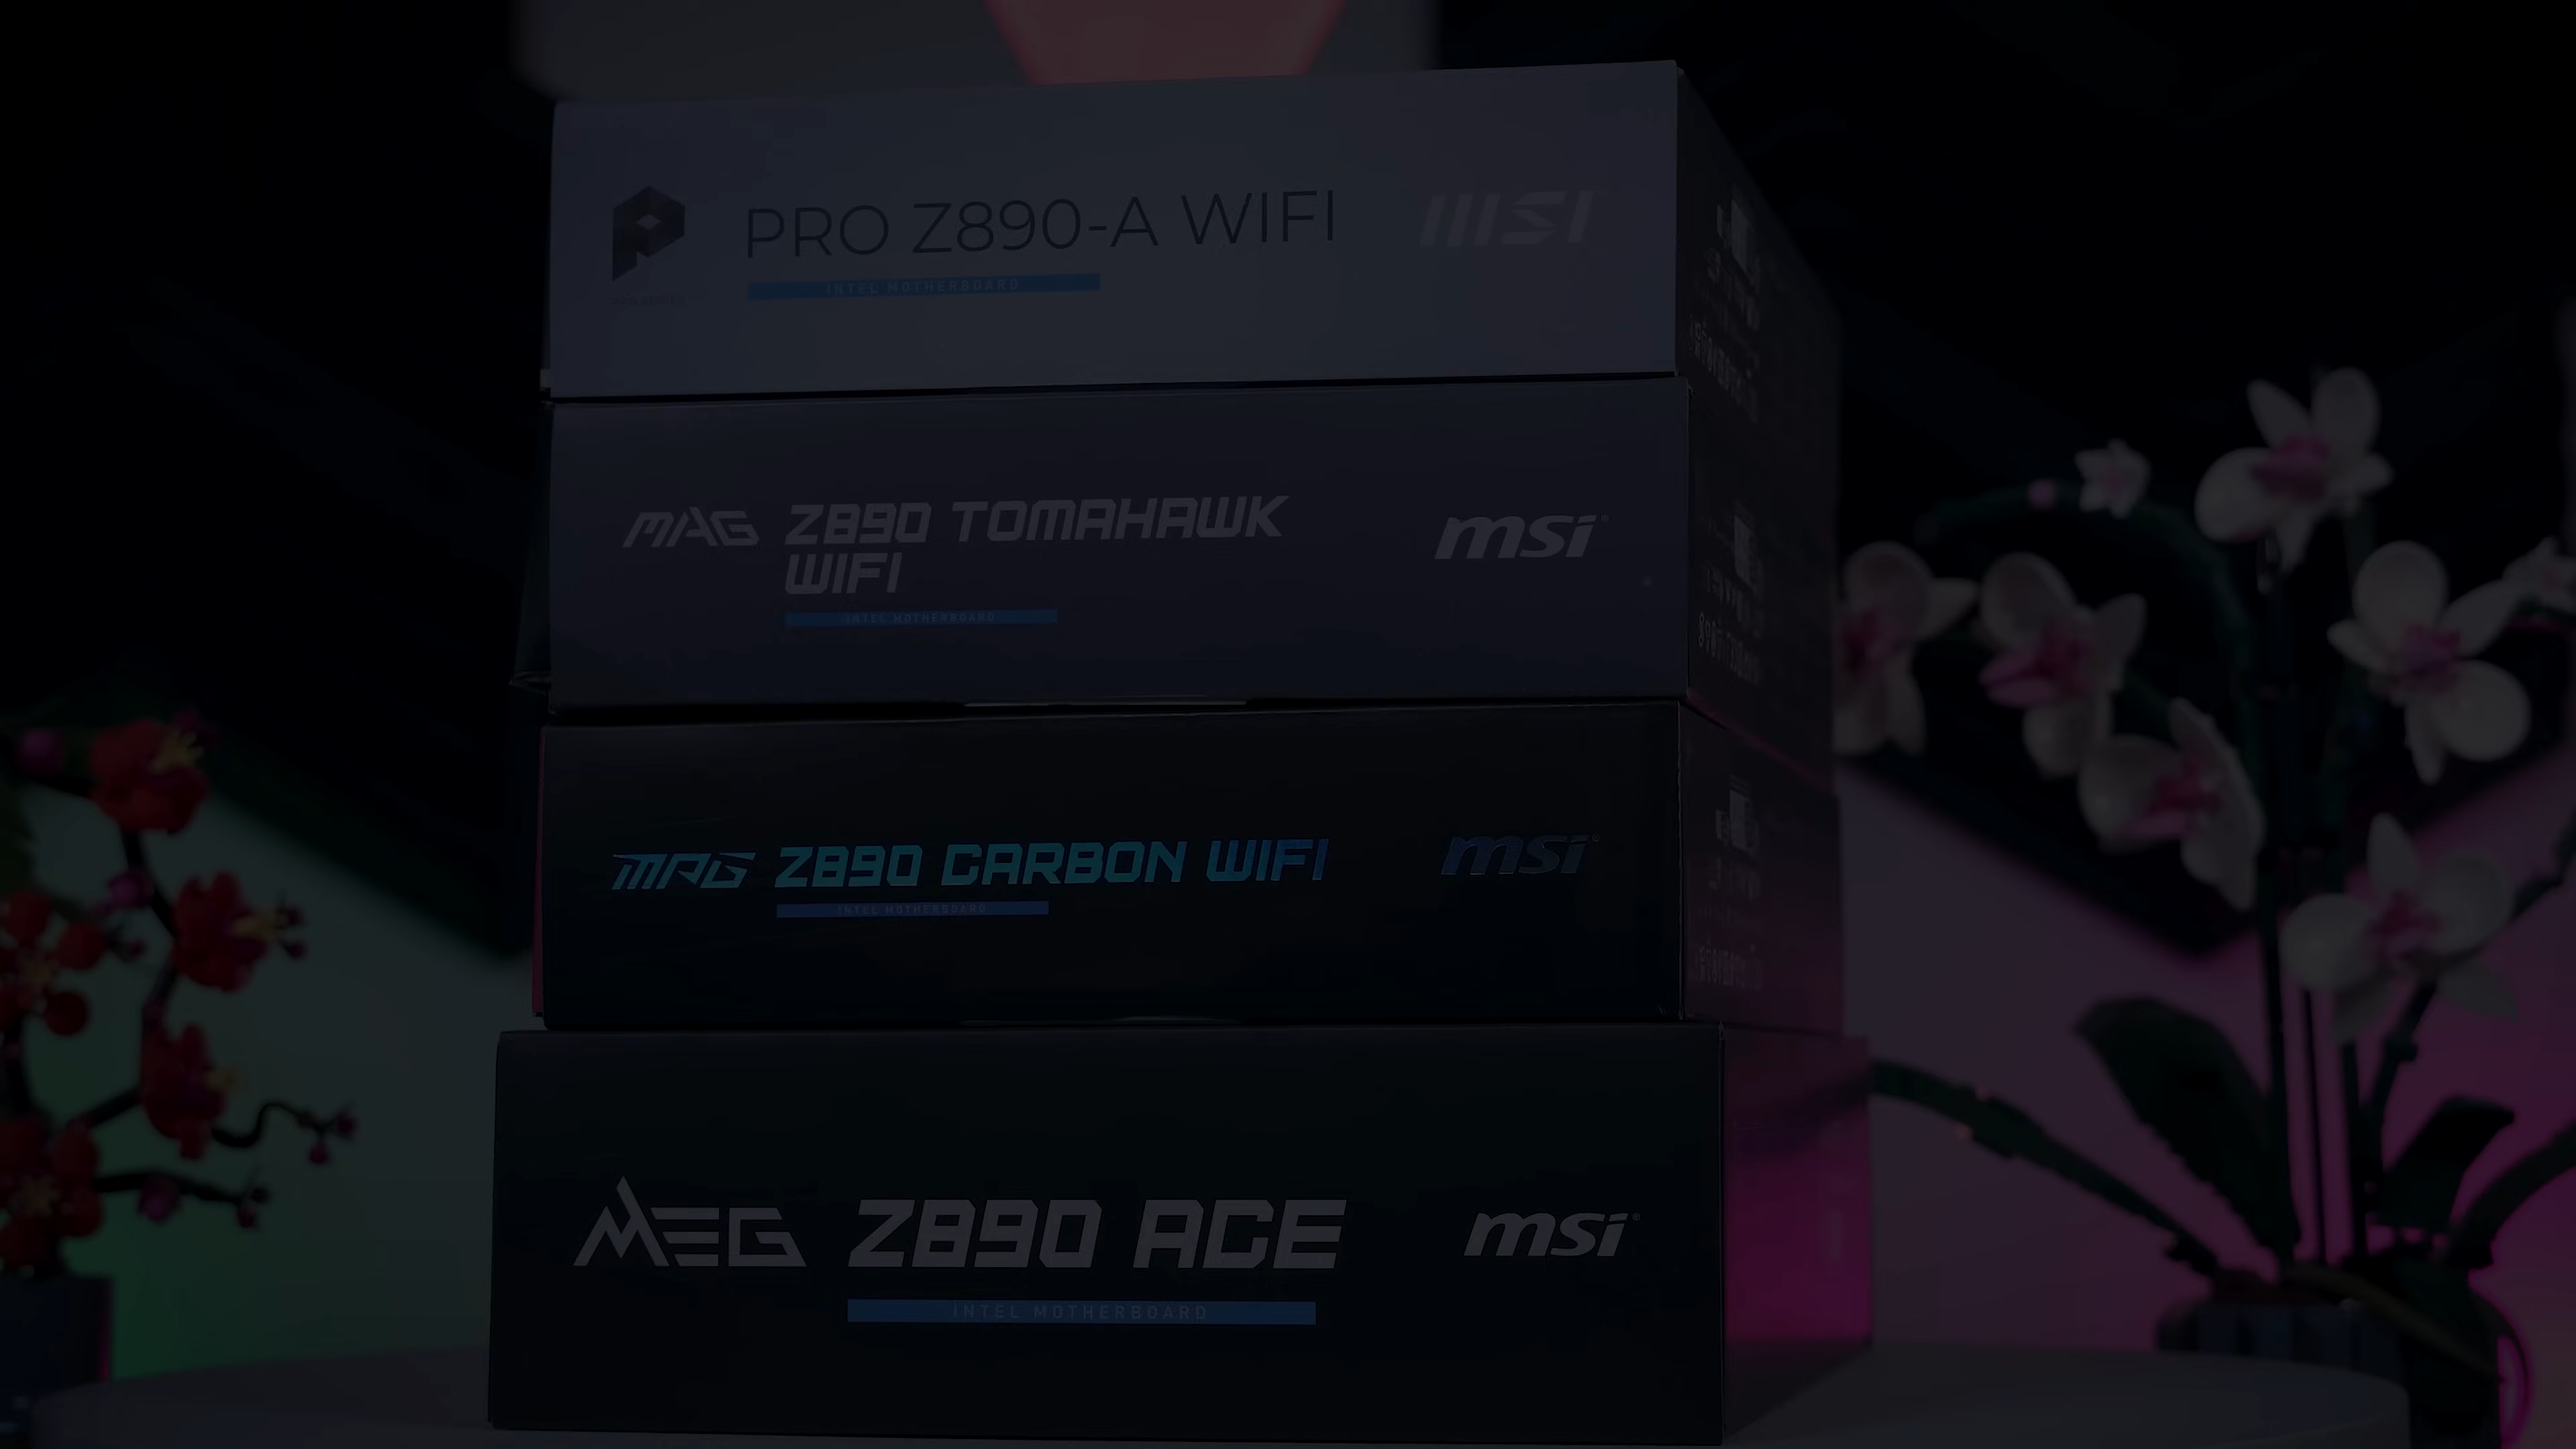 PRO Z890-A WIFI
msi
INTEL MOTHERBOARD
MAG Z890 TOMAHAWK
WIFI
msi
INTEL MOTHERBOARD
MPG Z890 CARBON WIFI
msi
INTEL MOTHERBOARD
MEG Z890 ACE
msi
INTEL MOTHERBOARD